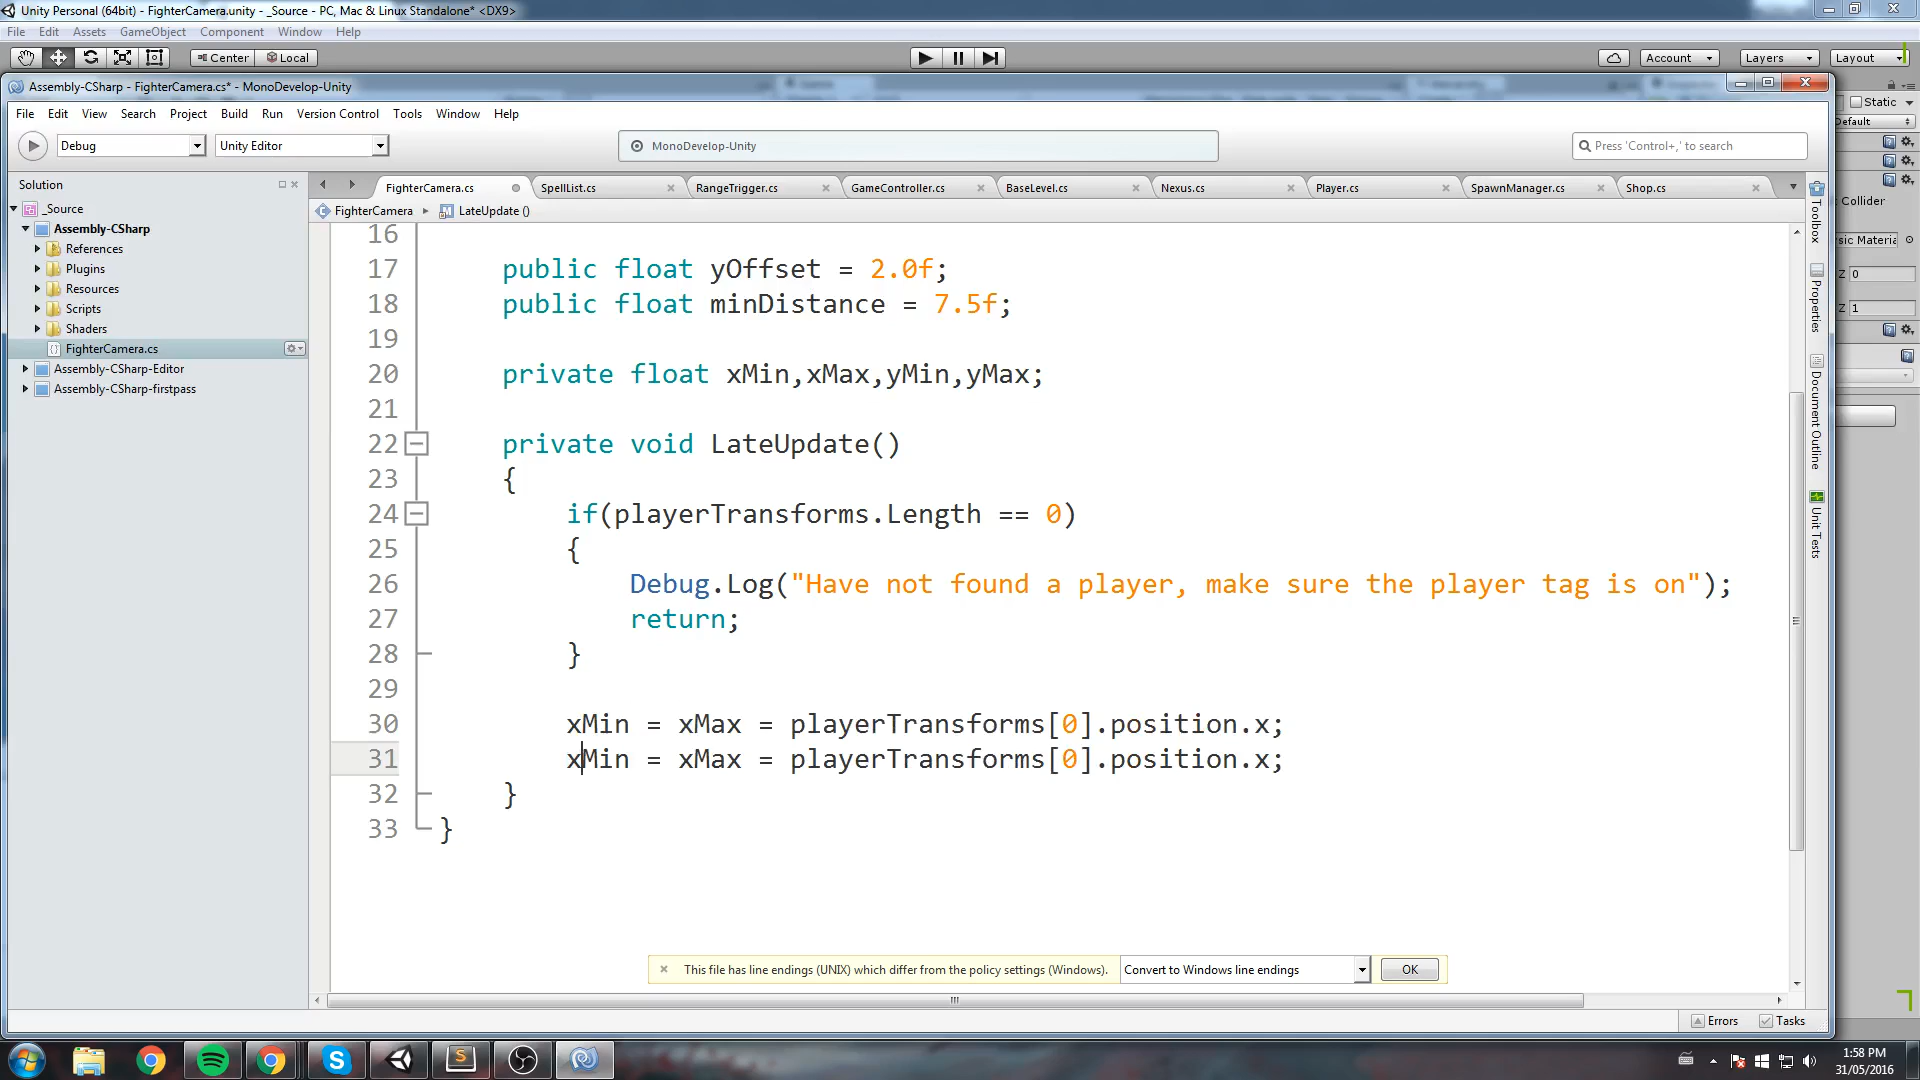 Unity Personal (64bit) - FighterCamera.unity - _Source - PC, Mac & Linux Standalone* <DX9>
File Edit Assets GameObject Component Window Help
Center Local Account Layers Layout
Assembly-CSharp - FighterCamera.cs* - MonoDevelop-Unity
Static
File Edit View Search Project Build Run Version Control Tools Window Help
Default
Debug Unity Editor MonoDevelop-Unity Press 'Control+,' to search
Solution
FighterCamera.cs SpellList.cs RangeTrigger.cs GameController.cs BaseLevel.cs Nexus.cs Player.cs SpawnManager.cs Shop.cs
FighterCamera LateUpdate ()
_Source
Assembly-CSharp
References
Plugins
Resources
Scripts
Shaders
FighterCamera.cs
Assembly-CSharp-Editor
Assembly-CSharp-firstpass
16
17 public float yOffset = 2.0f;
18 public float minDistance = 7.5f;
19
20 private float xMin,xMax,yMin,yMax;
21
22 private void LateUpdate()
23 {
24 if(playerTransforms.Length == 0)
25 {
26 Debug.Log("Have not found a player, make sure the player tag is on");
27 return;
28 }
29
30 xMin = xMax = playerTransforms[0].position.x;
31 xMin = xMax = playerTransforms[0].position.x;
32 }
33 }
Toolbox
Properties
Document Outline
Unit Tests
Collider
Z 0
Z 1
This file has line endings (UNIX) which differ from the policy settings (Windows). Convert to Windows line endings OK
Errors Tasks
1:58 PM
31/05/2016